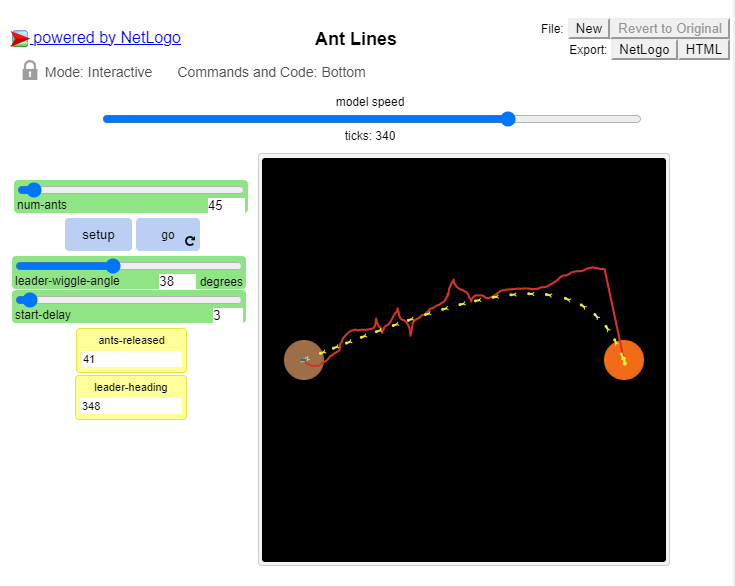 powered by NetLogo
Ant Lines
File: New Revert to Original
Export: NetLogo HTML
Mode: Interactive Commands and Code: Bottom
model speed
ticks: 340
num-ants 45
setup go
leader-wiggle-angle 38 degrees
start-delay 3
ants-released
41
leader-heading
348